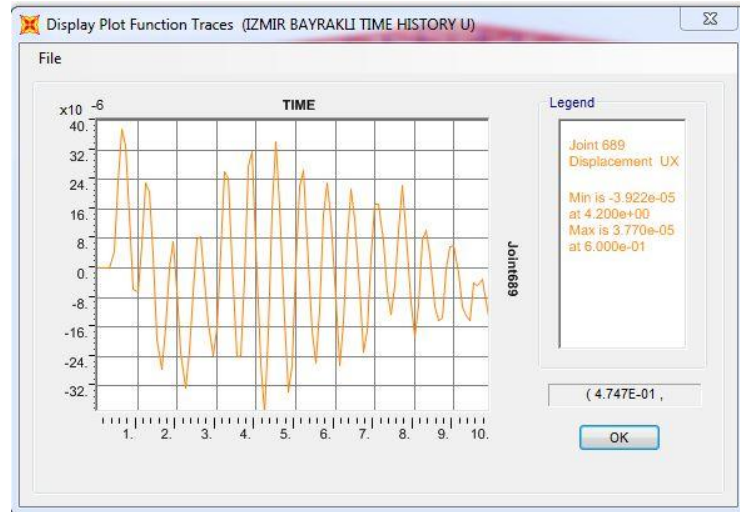 Display Plot Function Traces (IZMIR BAYRAKLI TIME HISTORY U)
File
x10 -6
TIME
40.
32.
24.
16.
8.
0.
-8.
-16.
-24.
-32.
1. 2. 3. 4. 5. 6. 7. 8. 9. 10.
Joint689
Legend
Joint 689
Displacement UX
Min is -3.922e-05
at 4.200e+00
Max is 3.770e-05
at 6.000e-01
( 4.747E-01 ,
OK